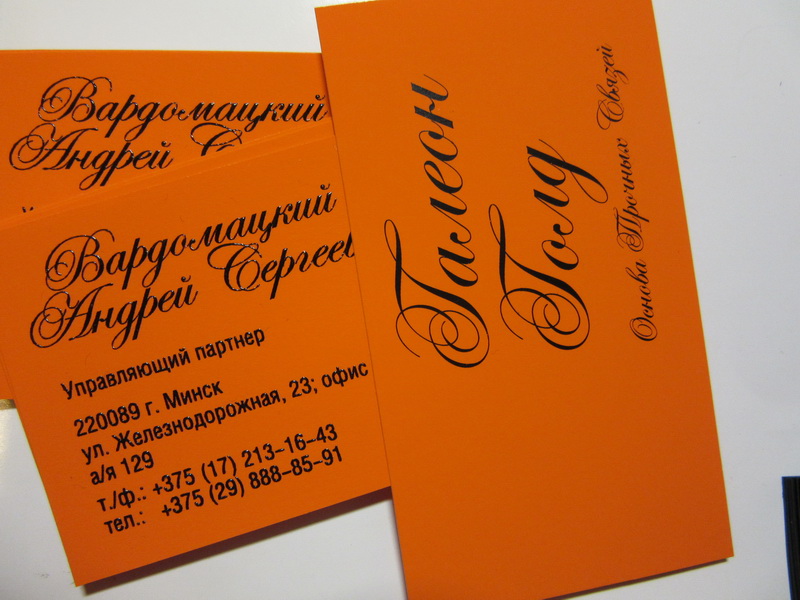 Вардомацкий
Андрей
Вардомацкий
Андрей Сергеев
Управляющий партнер
220089 г. Минск
ул. Железнодорожная, 23; офис
а/я 129
т./ф.: +375 (17) 213-16-43
тел.: +375 (29) 888-85-91
Галеон
Голд
Основа Прочных Связей